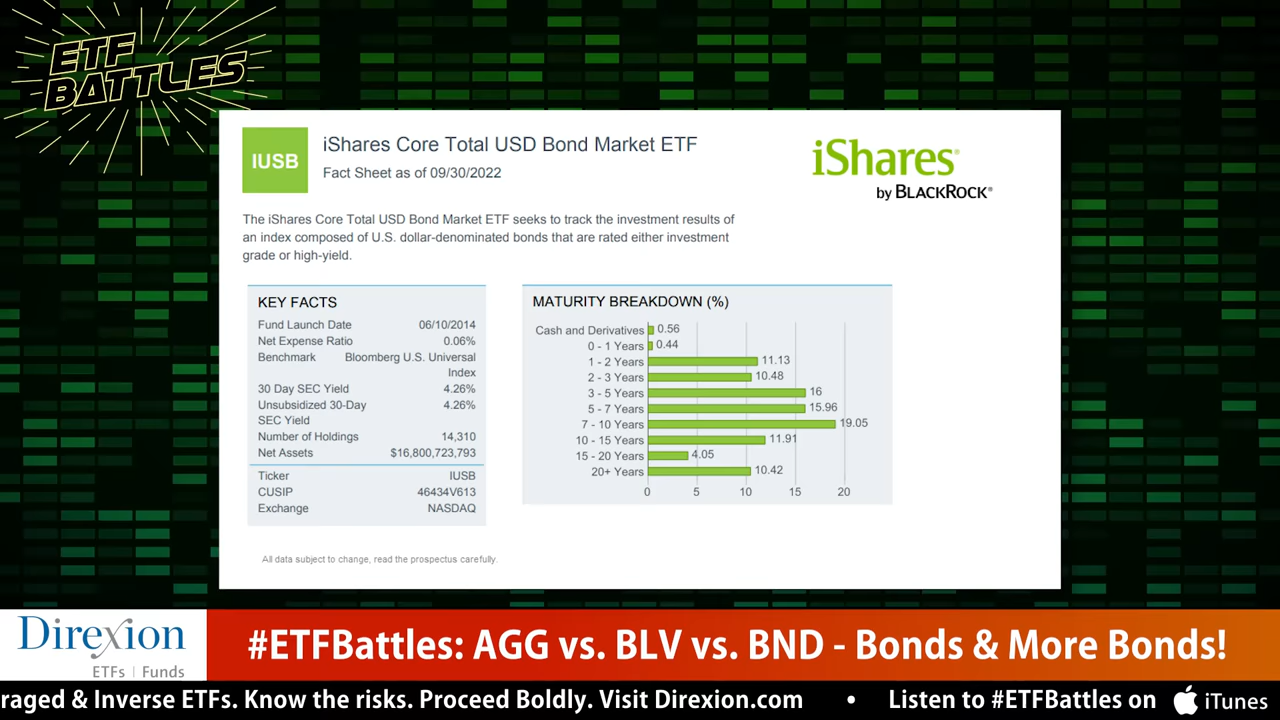 ETF
BATTLES
IUSB
iShares Core Total USD Bond Market ETF
Fact Sheet as of 09/30/2022
iShares®
by BLACKROCK®
The iShares Core Total USD Bond Market ETF seeks to track the investment results of
an index composed of U.S. dollar-denominated bonds that are rated either investment
grade or high-yield.
KEY FACTS
Fund Launch Date 06/10/2014
Net Expense Ratio 0.06%
Benchmark Bloomberg U.S. Universal
Index
30 Day SEC Yield 4.26%
Unsubsidized 30-Day 4.26%
SEC Yield
Number of Holdings 14,310
Net Assets $16,800,723,793
Ticker IUSB
CUSIP 46434V613
Exchange NASDAQ
MATURITY BREAKDOWN (%)
Cash and Derivatives 0.56
0 - 1 Years 0.44
1 - 2 Years 11.13
2 - 3 Years 10.48
3 - 5 Years 16
5 - 7 Years 15.96
7 - 10 Years 19.05
10 - 15 Years 11.91
15 - 20 Years 4.05
20+ Years 10.42
0 5 10 15 20
All data subject to change, read the prospectus carefully.
Direxion
ETFs | Funds
#ETFBattles: AGG vs. BLV vs. BND - Bonds & More Bonds!
raged & Inverse ETFs. Know the risks. Proceed Boldly. Visit Direxion.com • Listen to #ETFBattles on iTunes